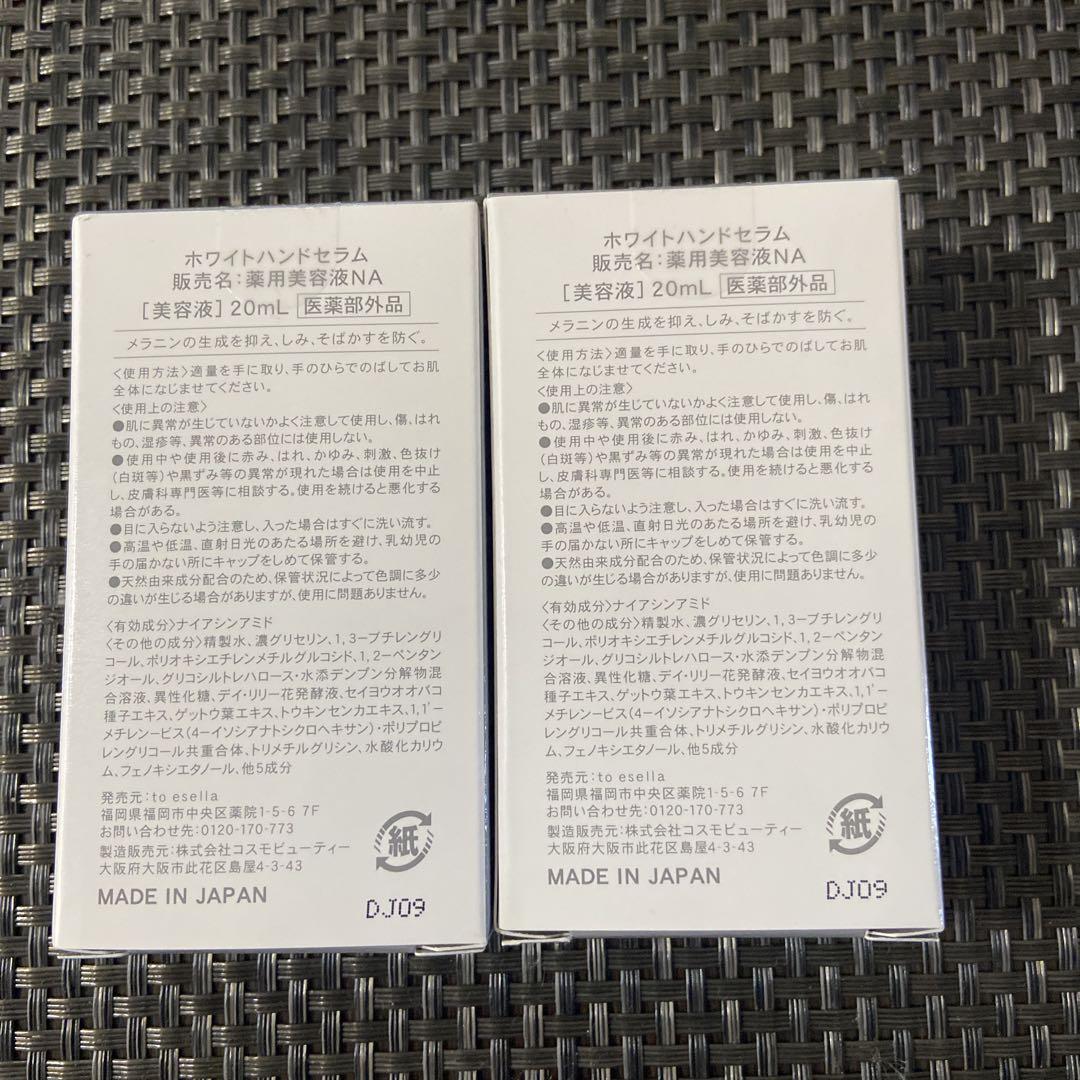 ホワイトハンドセラム
販売名:薬用美容液NA
[美容液] 20mL 医薬部外品
メラニンの生成を抑え、しみ、そばかすを防ぐ。
〈使用方法〉適量を手に取り、手のひらでのばしてお肌
全体になじませてください。
〈使用上の注意〉
●肌に異常が生じていないかよく注意して使用し、傷、はれ
もの、湿疹等、異常のある部位には使用しない。
●使用中や使用後に赤み、はれ、かゆみ、刺激、色抜け
(白斑等)や黒ずみ等の異常が現れた場合は使用を中止
し、皮膚科専門医等に相談する。使用を続けると悪化する
場合がある。
●目に入らないよう注意し、入った場合はすぐに洗い流す。
●高温や低温、直射日光のあたる場所を避け、乳幼児の
手の届かない所にキャップをしめて保管する。
●天然由来成分配合のため、保管状況によって色調に多少
の違いが生じる場合がありますが、使用に問題ありません。
〈有効成分〉ナイアシンアミド
〈その他の成分〉精製水、濃グリセリン、1,3ーブチレングリ
コール、ポリオキシエチレンメチルグルコシド、1,2ーペンタン
ジオール、グリコシルトレハロース・水添デンプン分解物混
合溶液、異性化糖、デイ・リリー花発酵液、セイヨウオオバコ
種子エキス、ゲットウ葉エキス、トウキンセンカエキス、1,1'ー
メチレンービス(4ーイソシアナトシクロヘキサン)・ポリプロピ
レングリコール共重合体、トリメチルグリシン、水酸化カリウ
ム、フェノキシエタノール、他5成分
発売元:to esella
福岡県福岡市中央区薬院1-5-6 7F
お問い合わせ先:0120-170-773
製造販売元:株式会社コスモビューティー
大阪府大阪市此花区島屋4-3-43
紙
MADE IN JAPAN
DJ09
ホワイトハンドセラム
販売名:薬用美容液NA
[美容液] 20mL 医薬部外品
メラニンの生成を抑え、しみ、そばかすを防ぐ。
〈使用方法〉適量を手に取り、手のひらでのばしてお肌
全体になじませてください。
〈使用上の注意〉
●肌に異常が生じていないかよく注意して使用し、傷、はれ
もの、湿疹等、異常のある部位には使用しない。
●使用中や使用後に赤み、はれ、かゆみ、刺激、色抜け
(白斑等)や黒ずみ等の異常が現れた場合は使用を中止
し、皮膚科専門医等に相談する。使用を続けると悪化する
場合がある。
●目に入らないよう注意し、入った場合はすぐに洗い流す。
●高温や低温、直射日光のあたる場所を避け、乳幼児の
手の届かない所にキャップをしめて保管する。
●天然由来成分配合のため、保管状況によって色調に多少
の違いが生じる場合がありますが、使用に問題ありません。
〈有効成分〉ナイアシンアミド
〈その他の成分〉精製水、濃グリセリン、1,3ーブチレングリ
コール、ポリオキシエチレンメチルグルコシド、1,2ーペンタン
ジオール、グリコシルトレハロース・水添デンプン分解物混
合溶液、異性化糖、デイ・リリー花発酵液、セイヨウオオバコ
種子エキス、ゲットウ葉エキス、トウキンセンカエキス、1,1'ー
メチレンービス(4ーイソシアナトシクロヘキサン)・ポリプロピ
レングリコール共重合体、トリメチルグリシン、水酸化カリウ
ム、フェノキシエタノール、他5成分
発売元:to esella
福岡県福岡市中央区薬院1-5-6 7F
お問い合わせ先:0120-170-773
製造販売元:株式会社コスモビューティー
大阪府大阪市此花区島屋4-3-43
紙
MADE IN JAPAN
DJ09